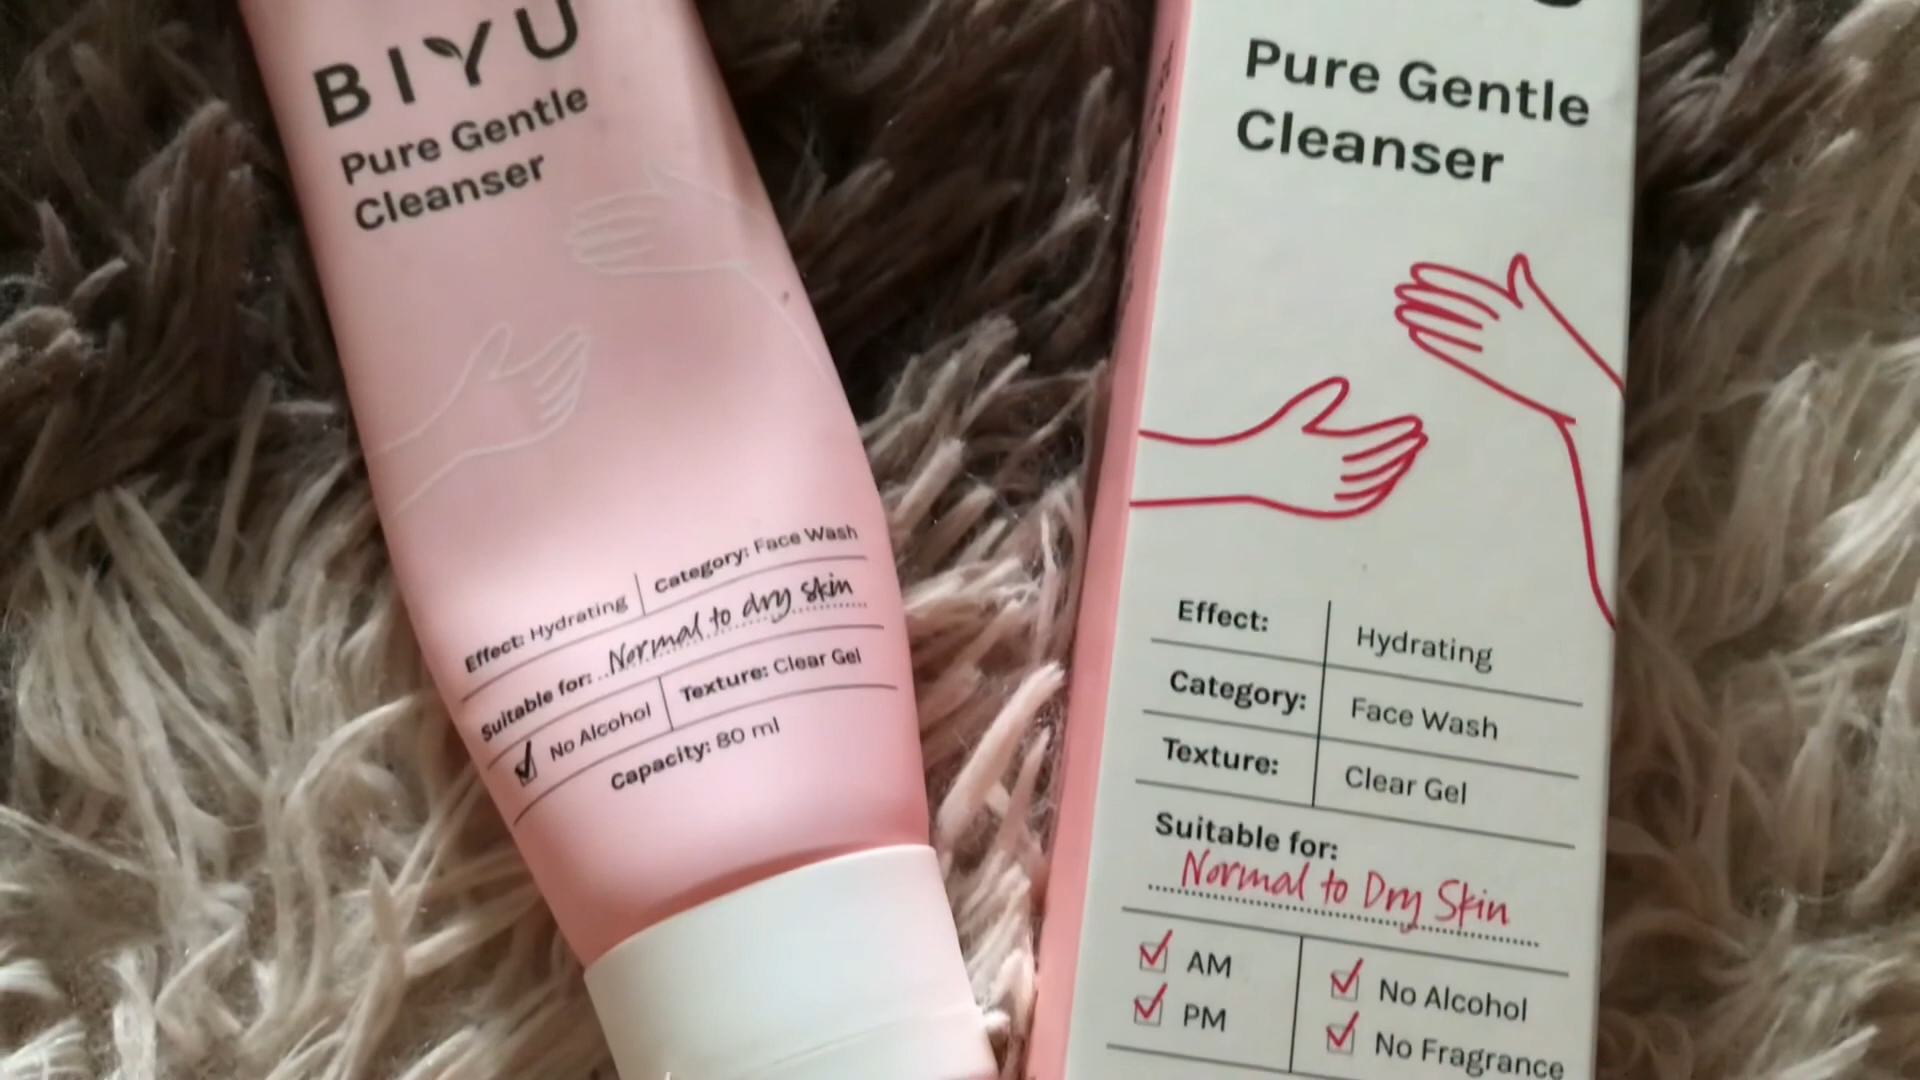 BIYU
Pure Gentle
Cleanser
Effect: Hydrating Category: Face Wash
Suitable for: Normal to dry skin
No Alcohol Texture: Clear Gel
Capacity: 80 ml
Pure Gentle
Cleanser
Effect: Hydrating
Category: Face Wash
Texture: Clear Gel
Suitable for:
Normal to Dry Skin
AM No Alcohol
PM No Fragrance